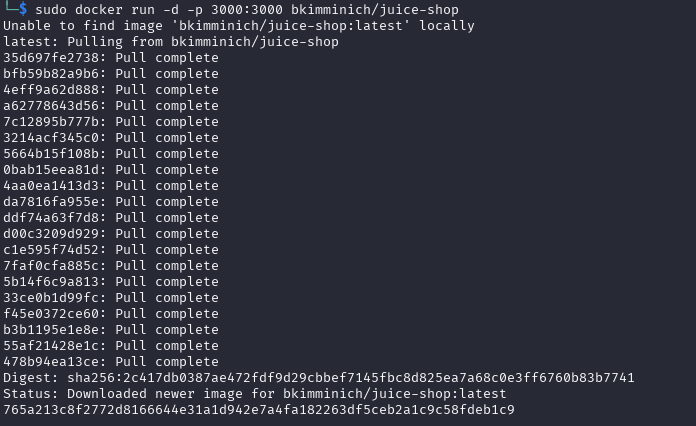 └─$ sudo docker run -d -p 3000:3000 bkimminich/juice-shop
Unable to find image 'bkimminich/juice-shop:latest' locally
latest: Pulling from bkimminich/juice-shop
35d697fe2738: Pull complete
bfb59b82a9b6: Pull complete
4eff9a62d888: Pull complete
a62778643d56: Pull complete
7c12895b777b: Pull complete
3214acf345c0: Pull complete
5664b15f108b: Pull complete
0bab15eea81d: Pull complete
4aa0ea1413d3: Pull complete
da7816fa955e: Pull complete
ddf74a63f7d8: Pull complete
d00c3209d929: Pull complete
c1e595f74d52: Pull complete
7faf0cfa885c: Pull complete
5b14f6c9a813: Pull complete
33ce0b1d99fc: Pull complete
f45e0372ce60: Pull complete
b3b1195e1e8e: Pull complete
55af21428e1c: Pull complete
478b94ea13ce: Pull complete
Digest: sha256:2c417db0387ae472fdf9d29cbbef7145fbc8d825ea7a68c0e3ff6760b83b7741
Status: Downloaded newer image for bkimminich/juice-shop:latest
765a213c8f2772d8166644e31a1d942e7a4fa182263df5ceb2a1c9c58fdeb1c9